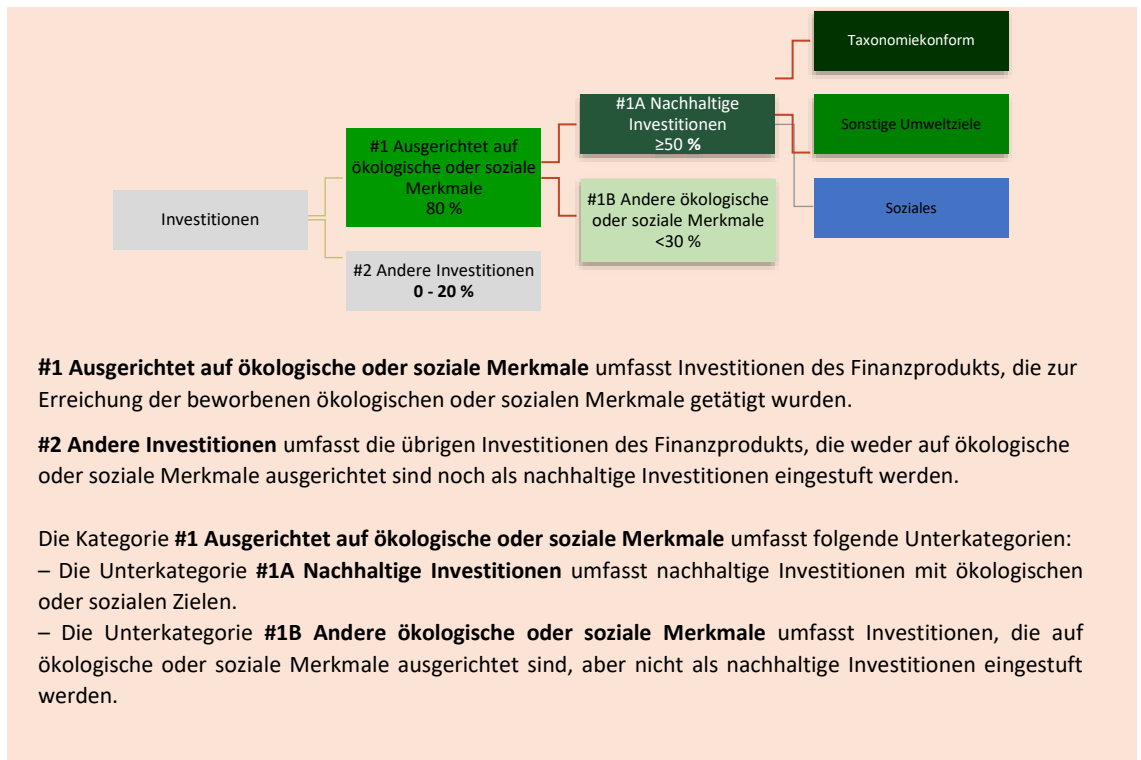 Taxonomiekonform
#1A Nachhaltige
Investitionen
≥50 %
Sonstige Umweltziele
#1 Ausgerichtet auf
ökologische oder soziale
Merkmale
80 %
#1B Andere ökologische
oder soziale Merkmale
<30 %
Soziales
Investitionen
#2 Andere Investitionen
0 - 20 %
#1 Ausgerichtet auf ökologische oder soziale Merkmale umfasst Investitionen des Finanzprodukts, die zur
Erreichung der beworbenen ökologischen oder sozialen Merkmale getätigt wurden.
#2 Andere Investitionen umfasst die übrigen Investitionen des Finanzprodukts, die weder auf ökologische
oder soziale Merkmale ausgerichtet sind noch als nachhaltige Investitionen eingestuft werden.
Die Kategorie #1 Ausgerichtet auf ökologische oder soziale Merkmale umfasst folgende Unterkategorien:
– Die Unterkategorie #1A Nachhaltige Investitionen umfasst nachhaltige Investitionen mit ökologischen
oder sozialen Zielen.
– Die Unterkategorie #1B Andere ökologische oder soziale Merkmale umfasst Investitionen, die auf
ökologische oder soziale Merkmale ausgerichtet sind, aber nicht als nachhaltige Investitionen eingestuft
werden.